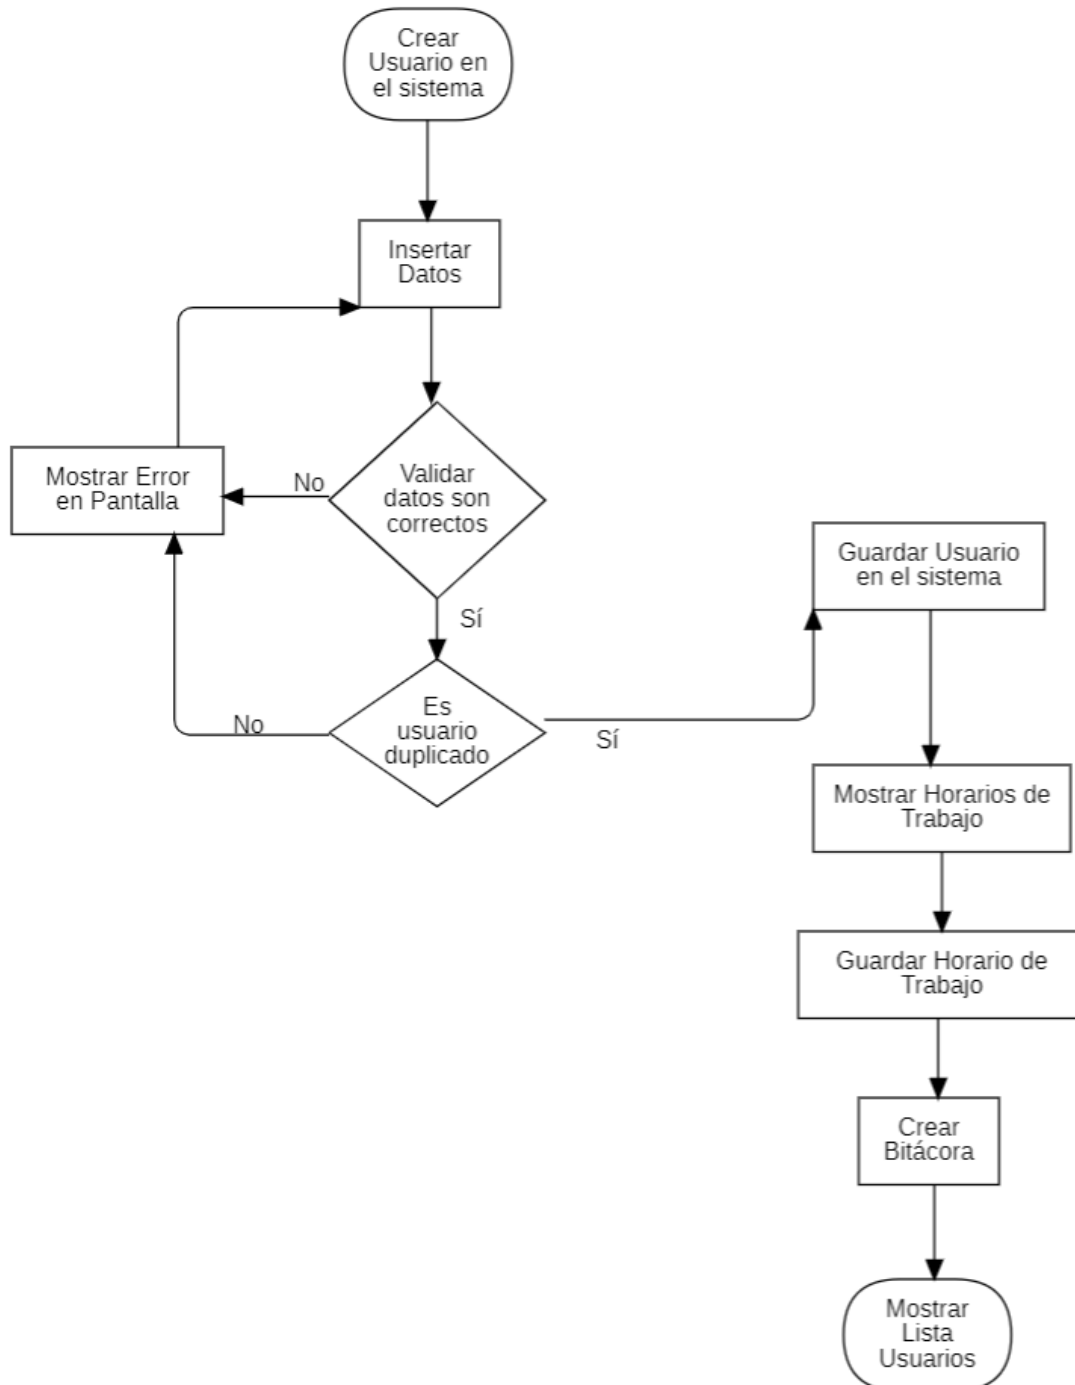 Crear
Usuario en
el sistema
Insertar
Datos
Validar
datos son
correctos
No
Mostrar Error
en Pantalla
Sí
Es
usuario
duplicado
No
Sí
Guardar Usuario
en el sistema
Mostrar Horarios de
Trabajo
Guardar Horario de
Trabajo
Crear
Bitácora
Mostrar
Lista
Usuarios